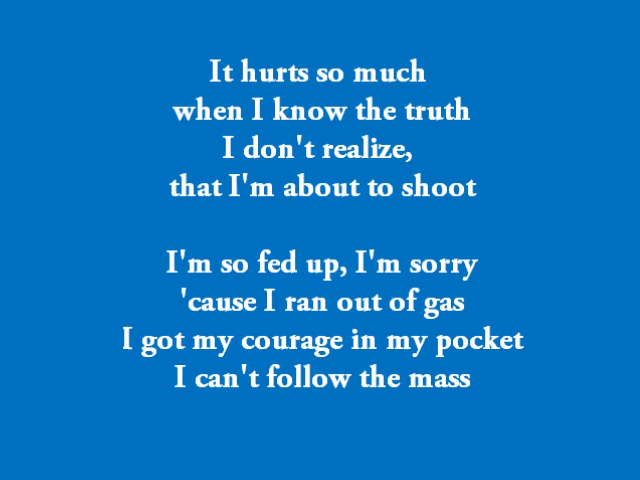 It hurts so much
when I know the truth
I don't realize,
that I'm about to shoot
I'm so fed up, I'm sorry
'cause I ran out of gas
I got my courage in my pocket
I can't follow the mass